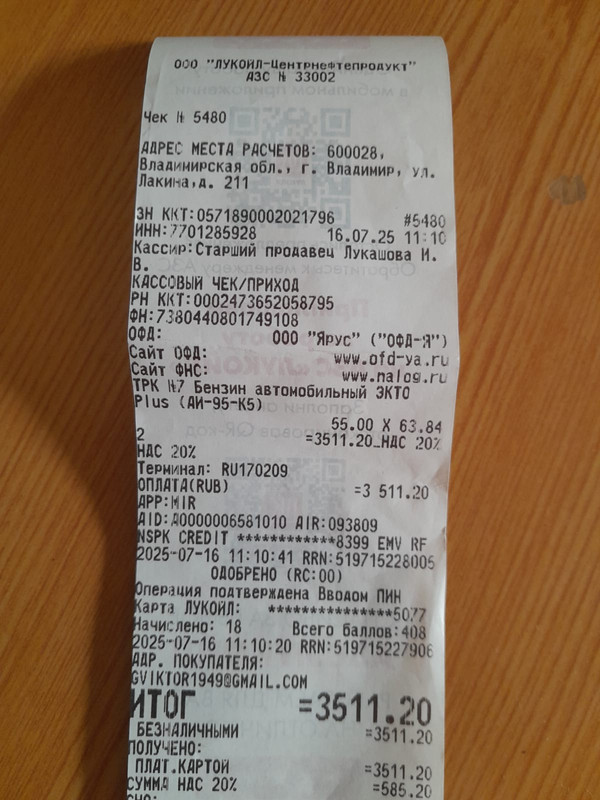 ООО "ЛУКОЙЛ-Центрнефтепродукт"
АЗС № 33002
Чек № 5480
АДРЕС МЕСТА РАСЧЕТОВ: 600028,
Владимирская обл., г. Владимир, ул.
Лакина,д. 211
ЗН ККТ:0571890002021796 #5480
ИНН:7701285928 16.07.25 11:10
Кассир:Старший продавец Лукашова И.
В.
КАССОВЫЙ ЧЕК/ПРИХОД
РН ККТ:0002473652058795
ФН:7380440801749108
ОФД: ООО "Ярус" ("ОФД-Я")
Сайт ОФД: www.ofd-ya.ru
Сайт ФНС: www.nalog.ru
ТРК №7 Бензин автомобильный ЭКТО
Plus (АИ-95-К5)
55.00 X 63.84
2 =3511.20_НДС 20%
НДС 20%
Терминал: RU170209
ОПЛАТА(RUB) =3 511.20
APP:MIR
AID:A0000006581010 AIR:093809
NSPK CREDIT ************8399 EMV RF
2025-07-16 11:10:41 RRN:519715228005
ОДОБРЕНО (RC:00)
Операция подтверждена Вводом ПИН
Карта ЛУКОЙЛ: ***************5077
Начислено: 18 Всего баллов:408
2025-07-16 11:10:20 RRN:519715227906
АДР. ПОКУПАТЕЛЯ:
GVIKTOR1949@GMAIL.COM
ИТОГ =3511.20
БЕЗНАЛИЧНЫМИ =3511.20
ПОЛУЧЕНО:
ПЛАТ.КАРТОЙ =3511.20
СУММА НДС 20% =585.20
СНО: